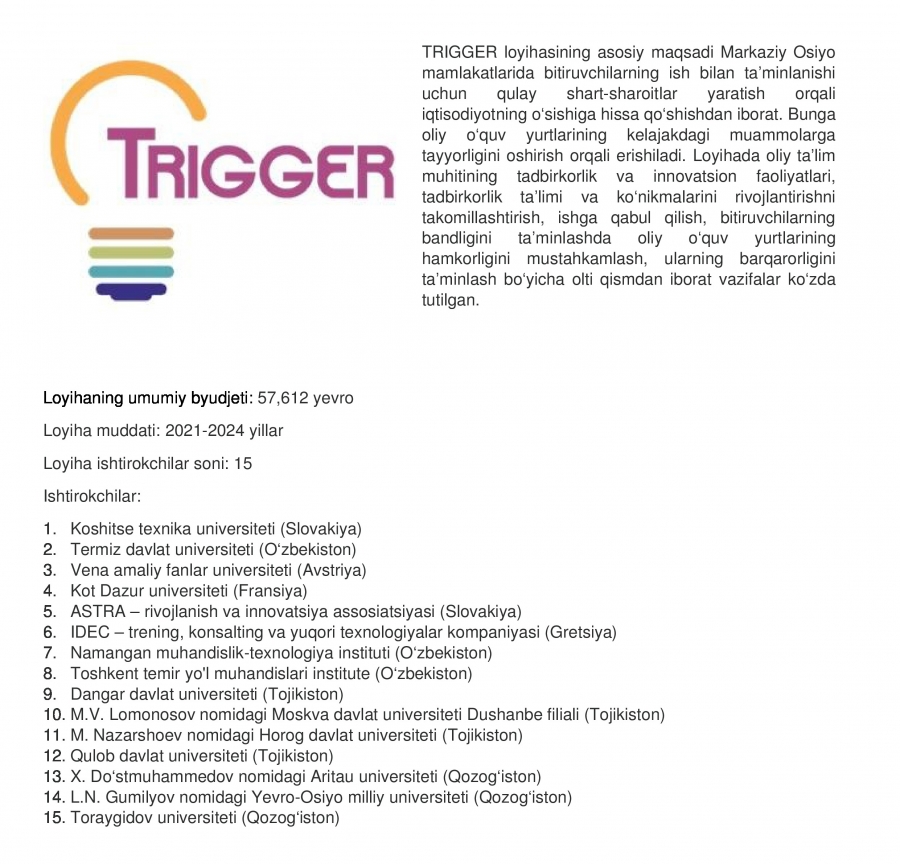 TRIGGER
TRIGGER loyihasining asosiy maqsadi Markaziy Osiyo
mamlakatlarida bitiruvchilarning ish bilan ta’minlanishi
uchun qulay shart-sharoitlar yaratish orqali
iqtisodiyotning o‘sishiga hissa qo‘shishdan iborat. Bunga
oliy o‘quv yurtlarining kelajakdagi muammolarga
tayyorligini oshirish orqali erishiladi. Loyihada oliy ta’lim
muhitining tadbirkorlik va innovatsion faoliyatlari,
tadbirkorlik ta’limi va ko‘nikmalarini rivojlantirishni
takomillashtirish, ishga qabul qilish, bitiruvchilarning
bandligini ta’minlashda oliy o‘quv yurtlarining
hamkorligini mustahkamlash, ularning barqarorligini
ta’minlash bo‘yicha olti qismdan iborat vazifalar ko‘zda
tutilgan.
Loyihaning umumiy byudjeti: 57,612 yevro
Loyiha muddati: 2021-2024 yillar
Loyiha ishtirokchilar soni: 15
Ishtirokchilar:
1. Koshitse texnika universiteti (Slovakiya)
2. Termiz davlat universiteti (O‘zbekiston)
3. Vena amaliy fanlar universiteti (Avstriya)
4. Kot Dazur universiteti (Fransiya)
5. ASTRA – rivojlanish va innovatsiya assosiatsiyasi (Slovakiya)
6. IDEC – trening, konsalting va yuqori texnologiyalar kompaniyasi (Gretsiya)
7. Namangan muhandislik-texnologiya instituti (O‘zbekiston)
8. Toshkent temir yo'l muhandislari institute (O‘zbekiston)
9. Dangar davlat universiteti (Tojikiston)
10. M.V. Lomonosov nomidagi Moskva davlat universiteti Dushanbe filiali (Tojikiston)
11. M. Nazarshoev nomidagi Horog davlat universiteti (Tojikiston)
12. Qulob davlat universiteti (Tojikiston)
13. X. Do‘stmuhammedov nomidagi Aritau universiteti (Qozog‘iston)
14. L.N. Gumilyov nomidagi Yevro-Osiyo milliy universiteti (Qozog‘iston)
15. Toraygidov universiteti (Qozog‘iston)